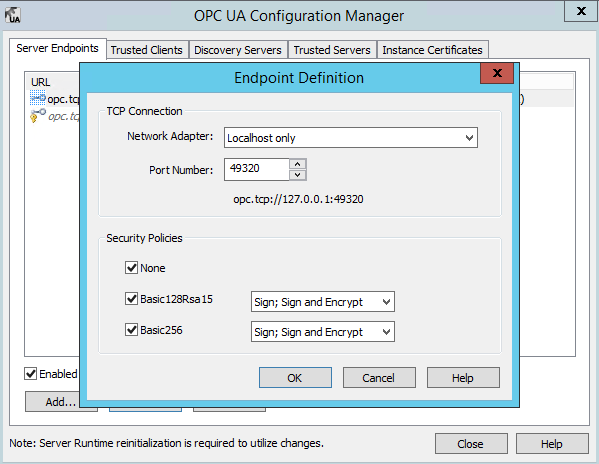 UA
OPC UA Configuration Manager
Server Endpoints Trusted Clients Discovery Servers Trusted Servers Instance Certificates
URL
opc.tcp
opc.tc
)
Endpoint Definition
TCP Connection
Network Adapter: Localhost only
Port Number: 49320
opc.tcp://127.0.0.1:49320
Security Policies
None
Basic128Rsa15 Sign; Sign and Encrypt
Basic256 Sign; Sign and Encrypt
OK Cancel Help
Enabled
Add...
Note: Server Runtime reinitialization is required to utilize changes.
Close Help